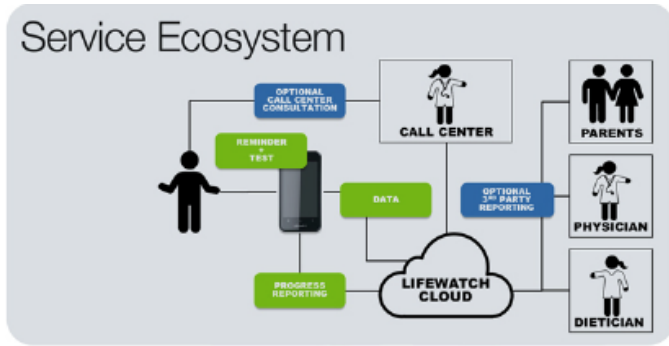 Service Ecosystem
OPTIONAL
CALL CENTER
CONSULTATION
CALL CENTER
PARENTS
REMINDER
+
TEST
DATA
OPTIONAL
3RD PARTY
REPORTING
PHYSICIAN
PROGRESS
REPORTING
LIFEWATCH
CLOUD
DIETICIAN